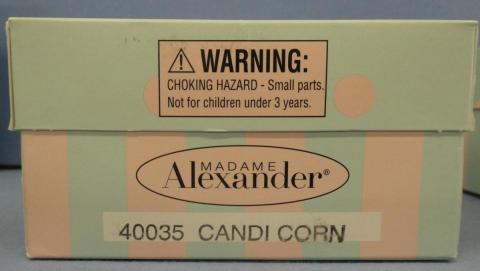 ⚠ WARNING:
CHOKING HAZARD - Small parts.
Not for children under 3 years.
MADAME
Alexander®
40035 CANDI CORN